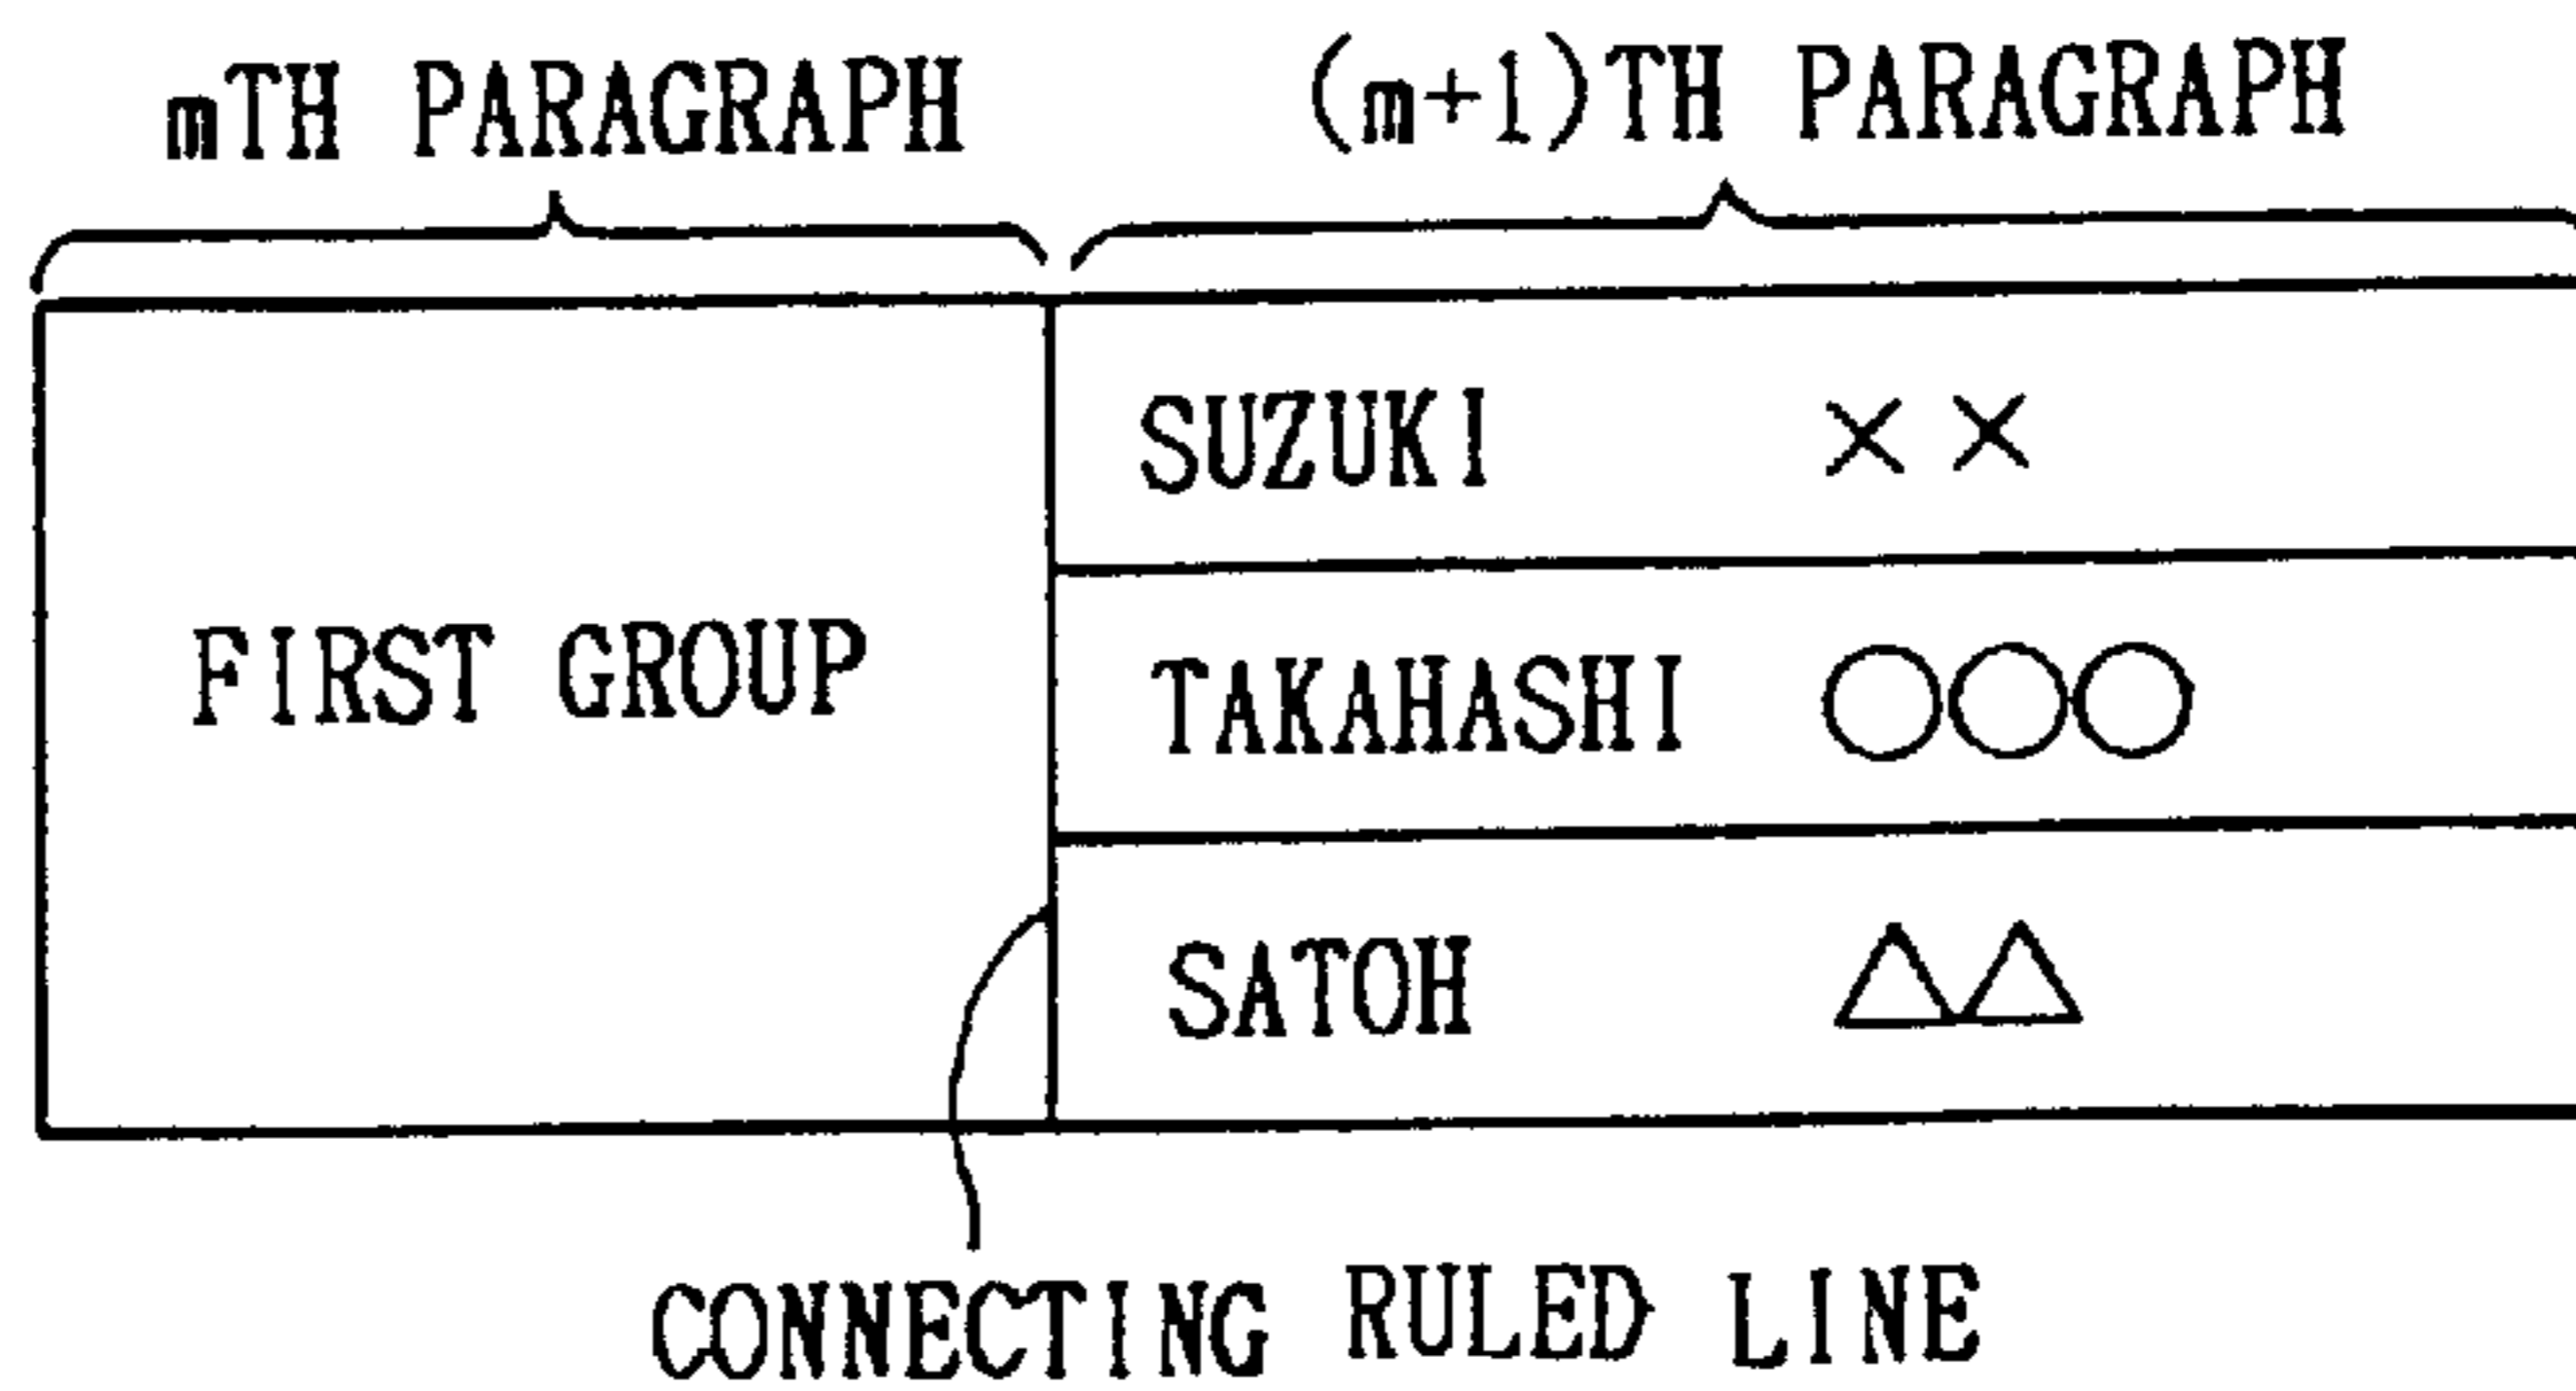 mTH PARAGRAPH (m+1)TH PARAGRAPH
SUZUKI ××
FIRST GROUP TAKAHASHI ○○○
SATOH △△
CONNECTING RULED LINE